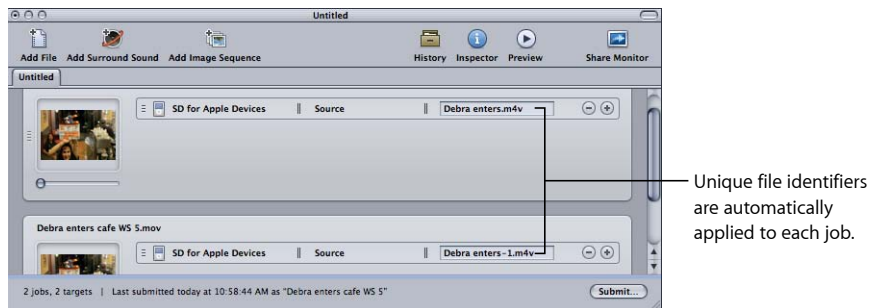 Untitled
Add File Add Surround Sound Add Image Sequence History Inspector Preview Share Monitor
Untitled
SD for Apple Devices Source Debra enters.m4v
Unique file identifiers
are automatically
applied to each job.
Debra enters cafe WS 5.mov
SD for Apple Devices Source Debra enters-1.m4v
2 jobs, 2 targets | Last submitted today at 10:58:44 AM as "Debra enters cafe WS 5" Submit...